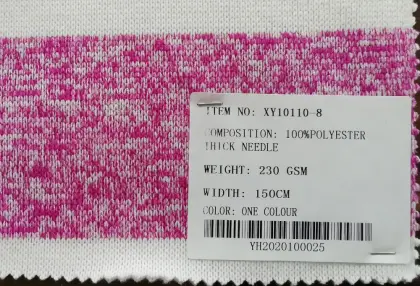 ITEM NO: XY10110-8
COMPOSITION: 100%POLYESTER
THICK NEEDLE
WEIGHT: 230 GSM
WIDTH: 150CM
COLOR: ONE COLOUR
YH2020100025